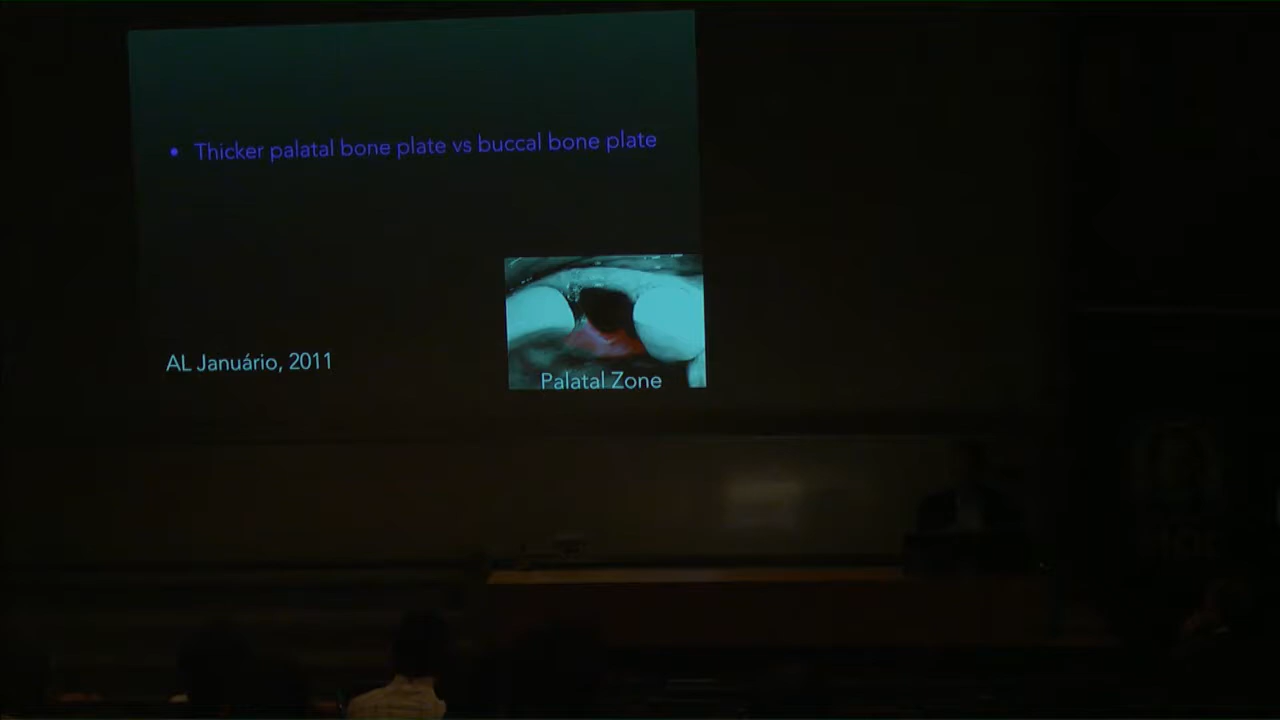 • Thicker palatal bone plate vs buccal bone plate
AL Januário, 2011
Palatal Zone